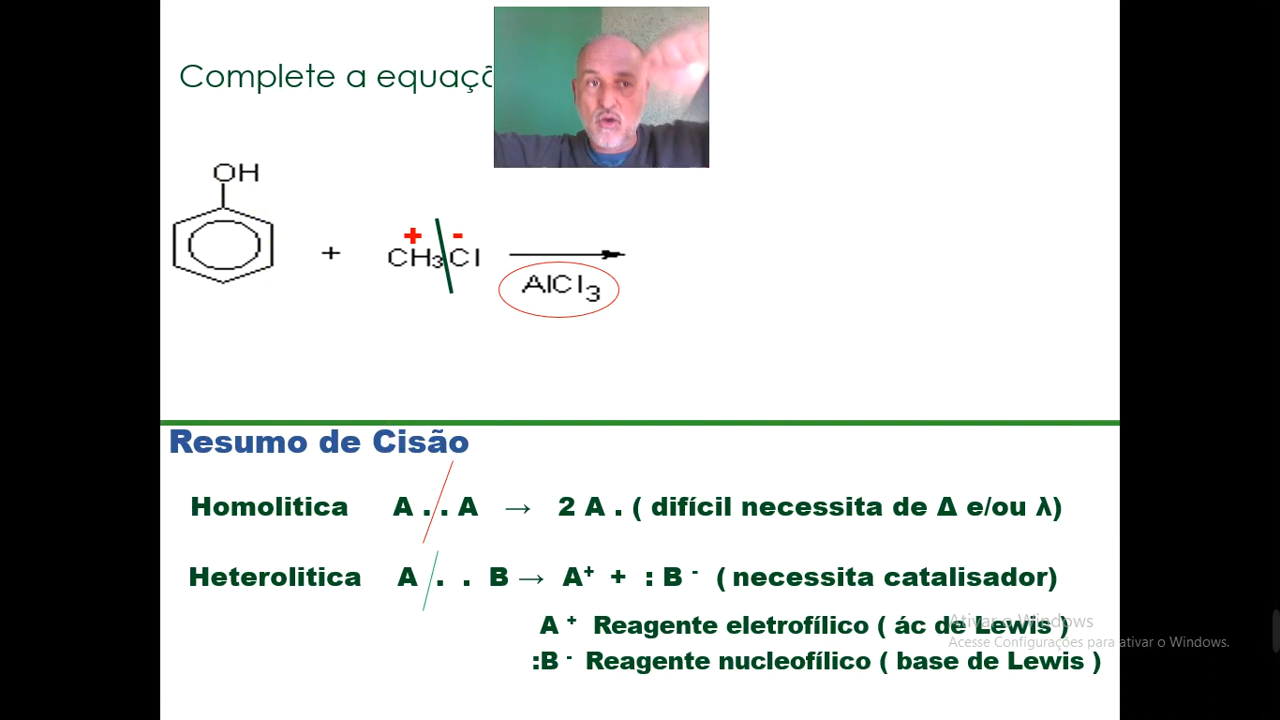 Complete a equaçã
OH
+ CH₃ Cl
+ -
AlCl₃
Resumo de Cisão
Homolitica A . . A → 2 A . ( difícil necessita de Δ e/ou λ)
Heterolitica A . . B → A⁺ + : B ⁻ ( necessita catalisador)
A ⁺ Reagente eletrofílico ( ác de Lewis )
:B ⁻ Reagente nucleofílico ( base de Lewis )
Ativar o Windows
Acesse Configurações para ativar o Windows.